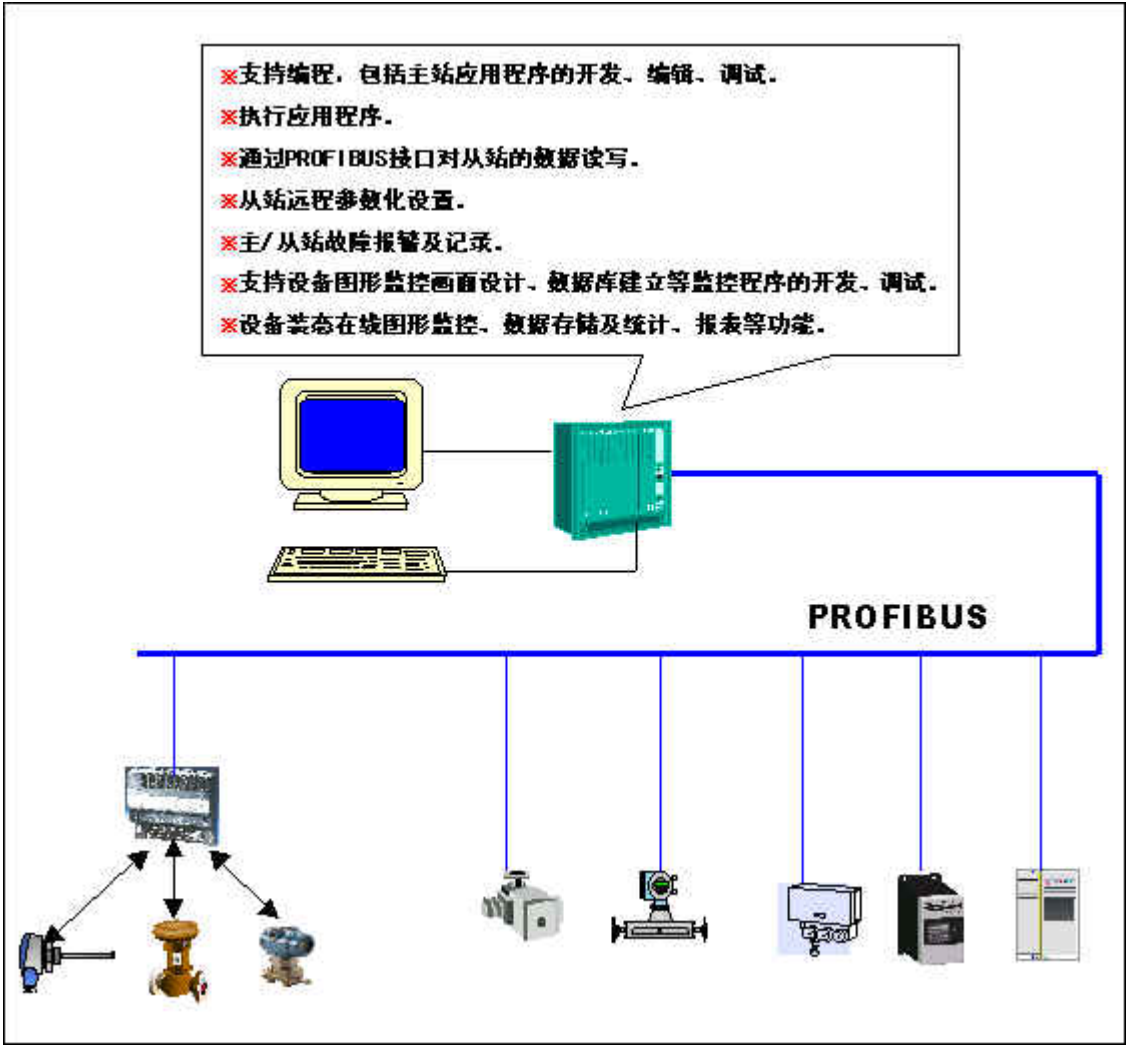 ※支持编程，包括主站应用程序的开发、编辑、调试。
※执行应用程序。
※通过PROFIBUS接口对从站的数据读写。
※从站远程参数化设置。
※主/从站故障报警及记录。
※支持设备图形监控画面设计、数据库建立等监控程序的开发、调试。
※设备装态在线图形监控、数据存储及统计、报表等功能。
PROFIBUS